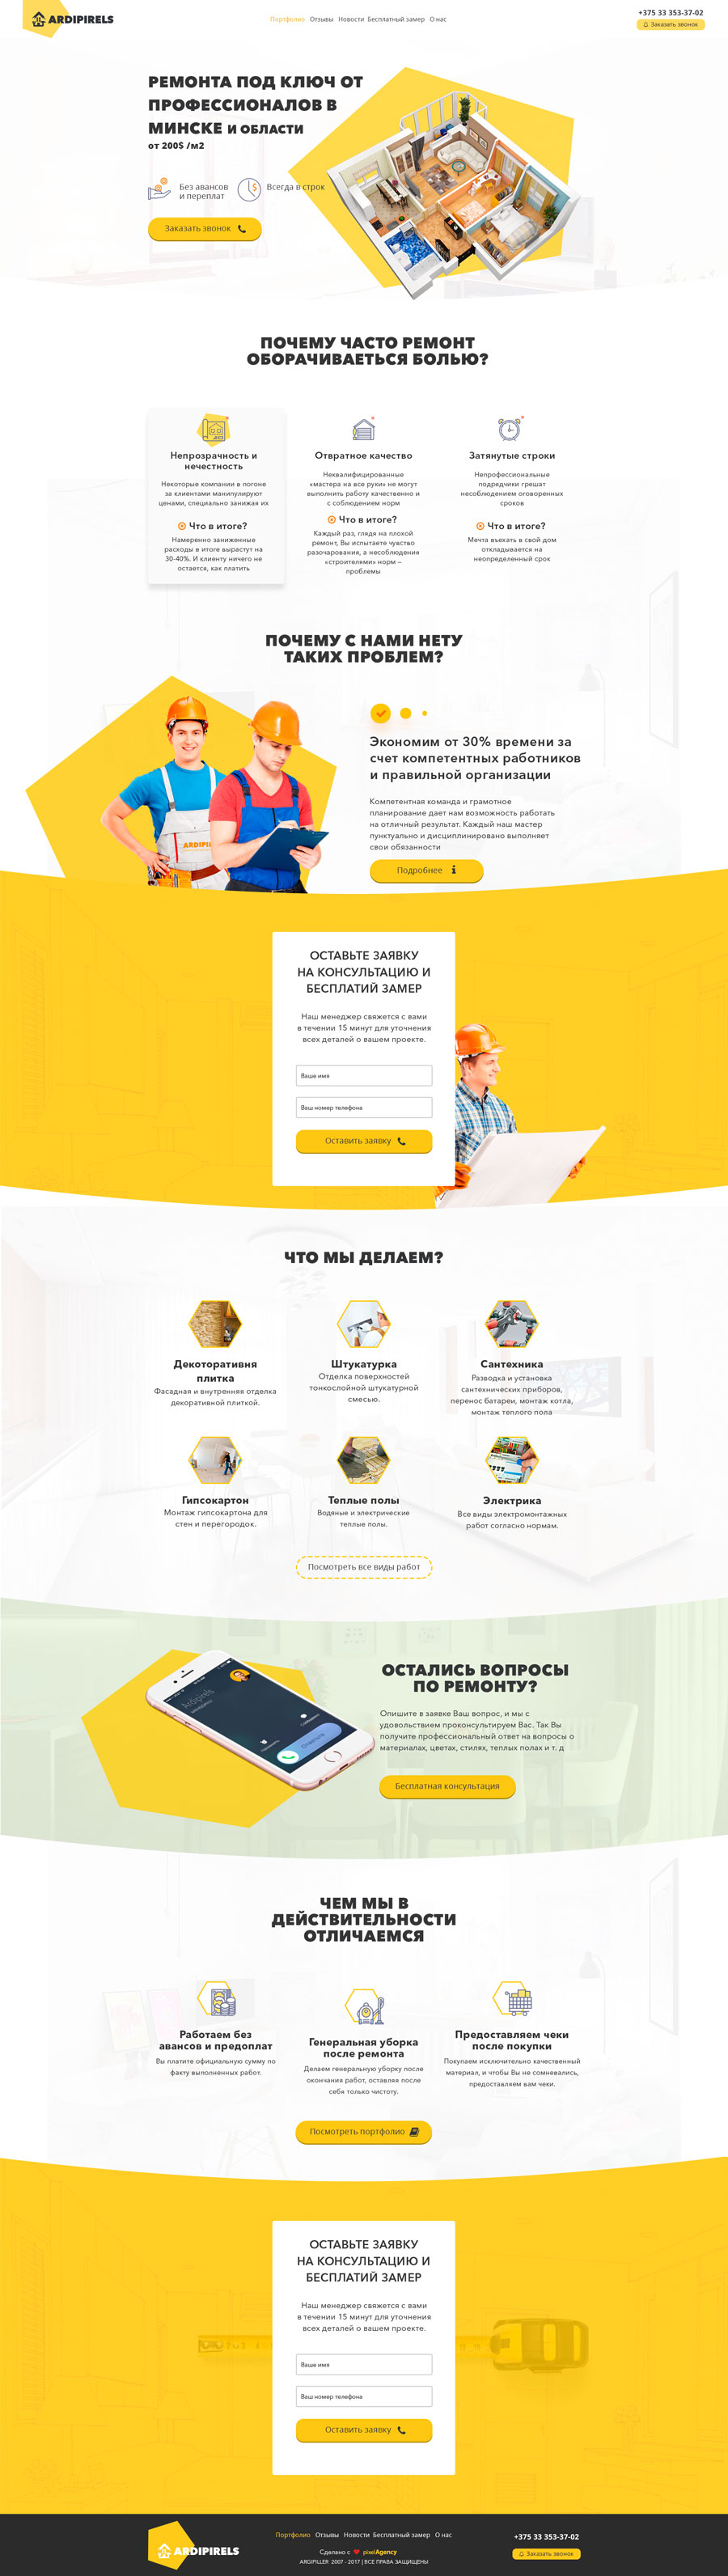 ARDIPIRELS
Портфолио Отзывы Новости Бесплатный замер О нас
+375 33 353-37-02
Заказать звонок
РЕМОНТА ПОД КЛЮЧ ОТ
ПРОФЕССИОНАЛОВ В
МИНСКЕ И ОБЛАСТИ
от 200$ /м2
Без авансов
и переплат
Всегда в строк
Заказать звонок
ПОЧЕМУ ЧАСТО РЕМОНТ
ОБОРАЧИВАЕТЬСЯ БОЛЬЮ?
Непрозрачность и
нечестность
Некоторые компании в погоне
за клиентами манипулируют
ценами, специально занижая их
Что в итоге?
Намеренно заниженные
расходы в итоге вырастут на
30-40%. И клиенту ничего не
остается, как платить
Отвратное качество
Неквалифицированные
«мастера на все руки» не могут
выполнить работу качественно и
с соблюдением норм
Что в итоге?
Каждый раз, глядя на плохой
ремонт, Вы испытаете чувство
разочарования, а несоблюдения
«строителями» норм –
проблемы
Затянутые строки
Непрофессиональные
подрядчики грешат
несоблюдением оговоренных
сроков
Что в итоге?
Мечта въехать в свой дом
откладывается на
неопределенный срок
ПОЧЕМУ С НАМИ НЕТУ
ТАКИХ ПРОБЛЕМ?
ARDIPI
Экономим от 30% времени за
счет компетентных работников
и правильной организации
Компетентная команда и грамотное
планирование дает нам возможность работать
на отличный результат. Каждый наш мастер
пунктуально и дисциплинировано выполняет
свои обязанности
Подробнее
ОСТАВЬТЕ ЗАЯВКУ
НА КОНСУЛЬТАЦИЮ И
БЕСПЛАТИЙ ЗАМЕР
Наш менеджер свяжется с вами
в течении 15 минут для уточнения
всех деталей о вашем проекте.
Ваше имя
Ваш номер телефона
Оставить заявку
ЧТО МЫ ДЕЛАЕМ?
Декоторативня
плитка
Фасадная и внутренняя отделка
декоративной плиткой.
Штукатурка
Отделка поверхностей
тонкослойной штукатурной
смесью.
Сантехника
Разводка и установка
сантехнических приборов,
перенос батареи, монтаж котла,
монтаж теплого пола
Гипсокартон
Монтаж гипсокартона для
стен и перегородок.
Теплые полы
Водяные и электрические
теплые полы.
Электрика
Все виды электромонтажных
работ согласно нормам.
Посмотреть все виды работ
Ardipirels
ОСТАЛИСЬ ВОПРОСЫ
ПО РЕМОНТУ?
Опишите в заявке Ваш вопрос, и мы с
удовольствием проконсультируем Вас. Так Вы
получите профессиональный ответ на вопросы о
материалах, цветах, стилях, теплых полах и т. д
Бесплатная консультация
ЧЕМ МЫ В
ДЕЙСТВИТЕЛЬНОСТИ
ОТЛИЧАЕМСЯ
Работаем без
авансов и предоплат
Вы платите официальную сумму по
факту выполненных работ.
Генеральная уборка
после ремонта
Делаем генеральную уборку после
окончания работ, оставляя после
себя только чистоту.
Предоставляем чеки
после покупки
Покупаем исключительно качественный
материал, и чтобы Вы не сомневались,
предоставляем вам чеки.
Посмотреть портфолио
ОСТАВЬТЕ ЗАЯВКУ
НА КОНСУЛЬТАЦИЮ И
БЕСПЛАТИЙ ЗАМЕР
Наш менеджер свяжется с вами
в течении 15 минут для уточнения
всех деталей о вашем проекте.
Ваше имя
Ваш номер телефона
Оставить заявку
ARDIPIRELS
Портфолио Отзывы Новости Бесплатный замер О нас
Сделано с pixelAgency
ARGIPILLER 2007 - 2017 | ВСЕ ПРАВА ЗАЩИЩЕНЫ
+375 33 353-37-02
Заказать звонок